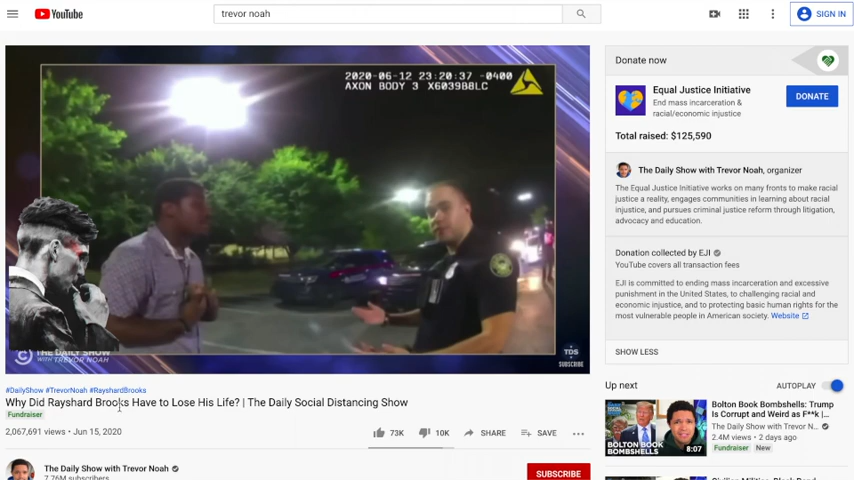 YouTube
trevor noah
SIGN IN
2020-06-12 23:20:37 -0400
AXON BODY 3 X6039B8LC
THE DAILY SHOW
WITH TREVOR NOAH
TDS
SUBSCRIBE
#DailyShow #TrevorNoah #RayshardBrooks
Why Did Rayshard Brooks Have to Lose His Life? | The Daily Social Distancing Show
Fundraiser
2,067,691 views • Jun 15, 2020
73K
10K
SHARE
SAVE
The Daily Show with Trevor Noah
7.76M subscribers
SUBSCRIBE
Donate now
Equal Justice Initiative
End mass incarceration &
racial/economic injustice
DONATE
Total raised: $125,590
The Daily Show with Trevor Noah, organizer
The Equal Justice Initiative works on many fronts to make racial
justice a reality, engages communities in learning about racial
injustice, and pursues criminal justice reform through litigation,
advocacy and education.
Donation collected by EJI
YouTube covers all transaction fees
EJI is committed to ending mass incarceration and excessive
punishment in the United States, to challenging racial and
economic injustice, and to protecting basic human rights for the
most vulnerable people in American society. Website
SHOW LESS
Up next
AUTOPLAY
BOLTON BOOK
BOMBSHELLS
8:07
Bolton Book Bombshells: Trump
Is Corrupt and Weird as F**k |...
The Daily Show with Trevor N...
2.4M views • 2 days ago
Fundraiser
New